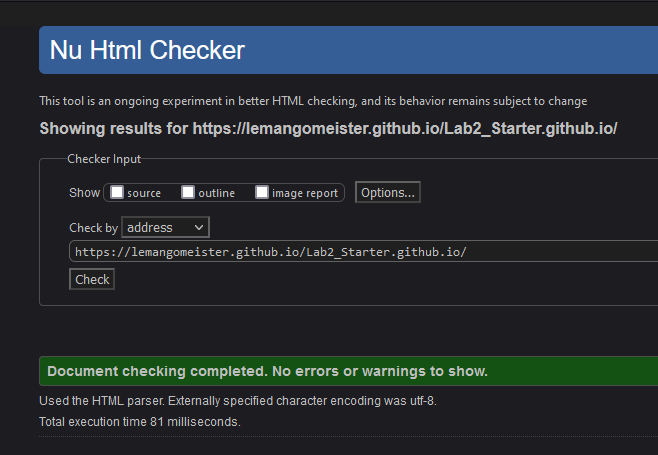 Nu Html Checker
This tool is an ongoing experiment in better HTML checking, and its behavior remains subject to change
Showing results for https://lemangomeister.github.io/Lab2_Starter.github.io/
Checker Input
Show source outline image report Options...
Check by address
https://lemangomeister.github.io/Lab2_Starter.github.io/
Check
Document checking completed. No errors or warnings to show.
Used the HTML parser. Externally specified character encoding was utf-8.
Total execution time 81 milliseconds.